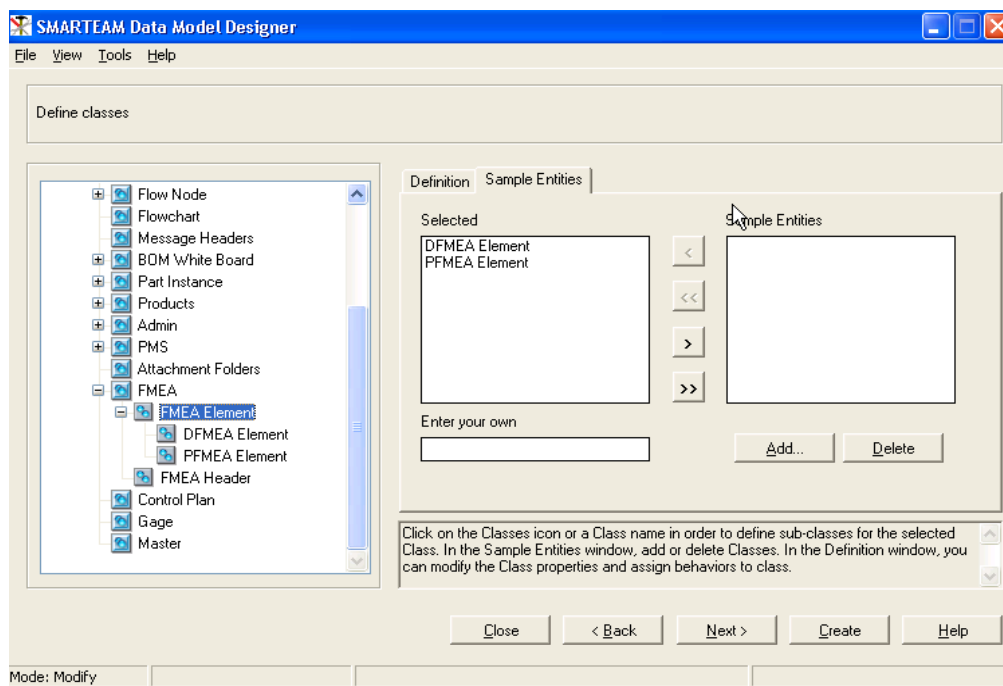 SMARTEAM Data Model Designer
File View Tools Help
Define classes
Flow Node
Flowchart
Message Headers
BOM White Board
Part Instance
Products
Admin
PMS
Attachment Folders
FMEA
FMEA Element
DFMEA Element
PFMEA Element
FMEA Header
Control Plan
Gage
Master
Definition Sample Entities
Selected
DFMEA Element
PFMEA Element
Sample Entities
<
<<
>
>>
Enter your own
Add... Delete
Click on the Classes icon or a Class name in order to define sub-classes for the selected
Class. In the Sample Entities window, add or delete Classes. In the Definition window, you
can modify the Class properties and assign behaviors to class.
Close < Back Next > Create Help
Mode: Modify